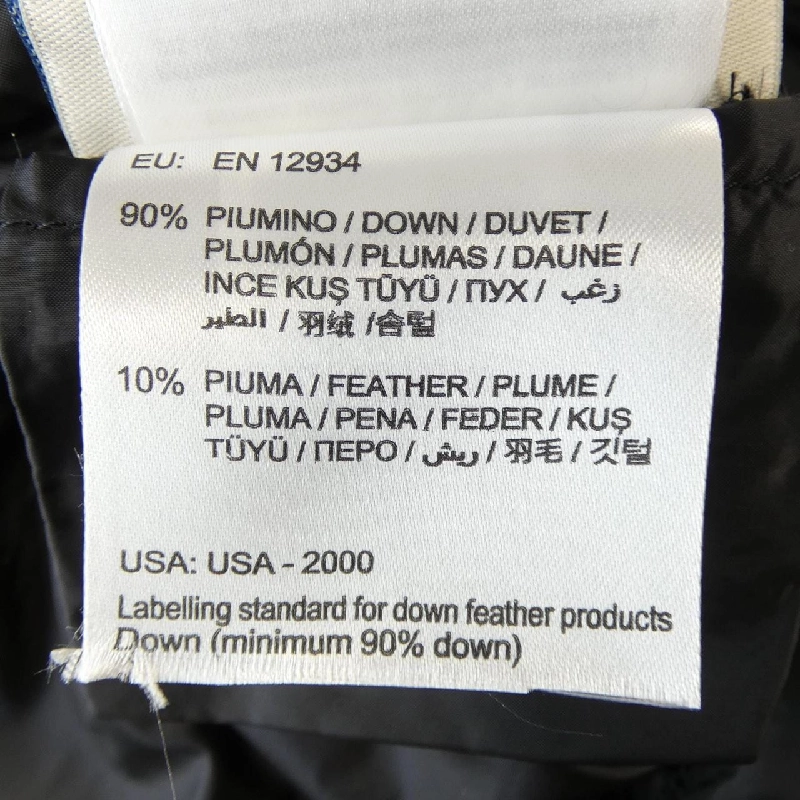 EU: EN 12934
90% PIUMINO / DOWN / DUVET /
PLUMÓN / PLUMAS / DAUNE /
INCE KUŞ TÜYÜ / ПУХ / زغب
الطير / 羽绒 /솜털
10% PIUMA / FEATHER / PLUME /
PLUMA / PENA / FEDER / KUŞ
TÜYÜ / ПЕРО / ريش / 羽毛 / 깃털
USA: USA - 2000
Labelling standard for down feather products
Down (minimum 90% down)